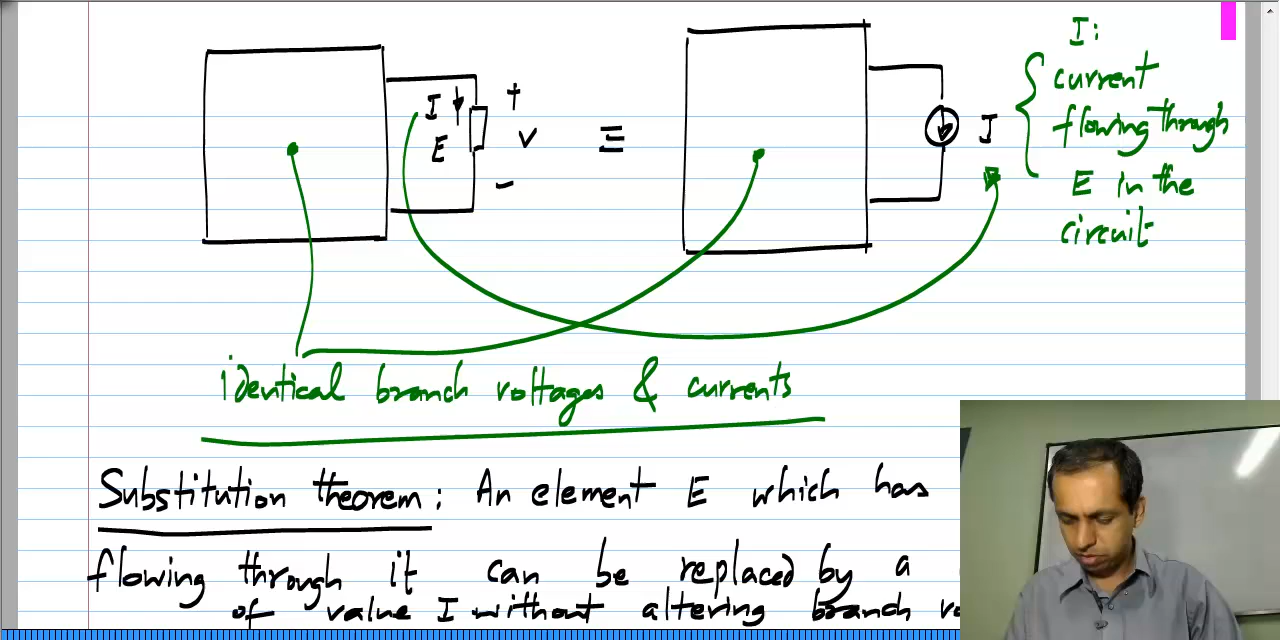 I
E
+
V
-
≡
I
I:
current
flowing through
E in the
circuit
identical branch voltages & currents
Substitution theorem: An element E which has
flowing through it can be replaced by a
of value I without altering branch